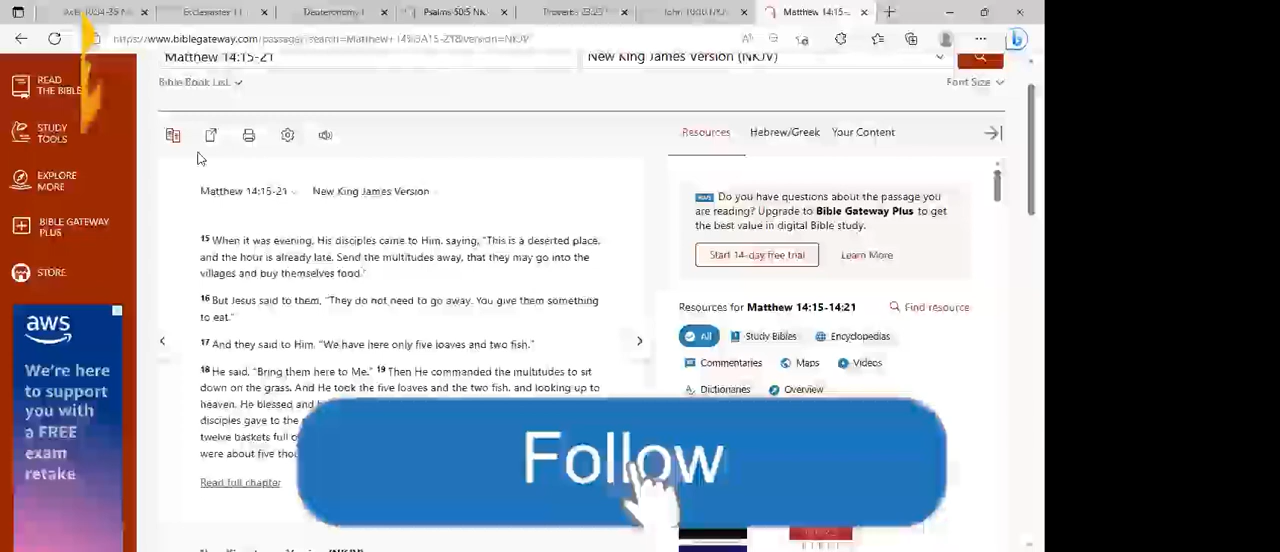 Ecclesiastes 11
Deuteronomy 1
Psalms 50:5 NK
Proverbs 23:23
John 10:10 NK
Matthew 14:15-
https://www.biblegateway.com/passage/?search=Matthew+14%3A15-21&version=NKJV
Matthew 14:15-21
New King James Version (NKJV)
Bible Book List
Font Size
READ
THE BIBLE
STUDY
TOOLS
EXPLORE
MORE
BIBLE GATEWAY
PLUS
STORE
aws
We're here
to support
you with
a FREE
exam
retake
Matthew 14:15-21
New King James Version
15 When it was evening, His disciples came to Him, saying, "This is a deserted place,
and the hour is already late. Send the multitudes away, that they may go into the
villages and buy themselves food."
16 But Jesus said to them, "They do not need to go away. You give them something
to eat."
17 And they said to Him, "We have here only five loaves and two fish."
18 He said, "Bring them here to Me." 19 Then He commanded the multitudes to sit
down on the grass. And He took the five loaves and the two fish, and looking up to
heaven, He blessed and
disciples gave to the
twelve baskets full o
were about five thou
Read full chapter
Follow
Resources
Hebrew/Greek
Your Content
PLUS Do you have questions about the passage you
are reading? Upgrade to Bible Gateway Plus to get
the best value in digital Bible study.
Start 14-day free trial
Learn More
Resources for Matthew 14:15-14:21
Find resource
All
Study Bibles
Encyclopedias
Commentaries
Maps
Videos
Dictionaries
Overview